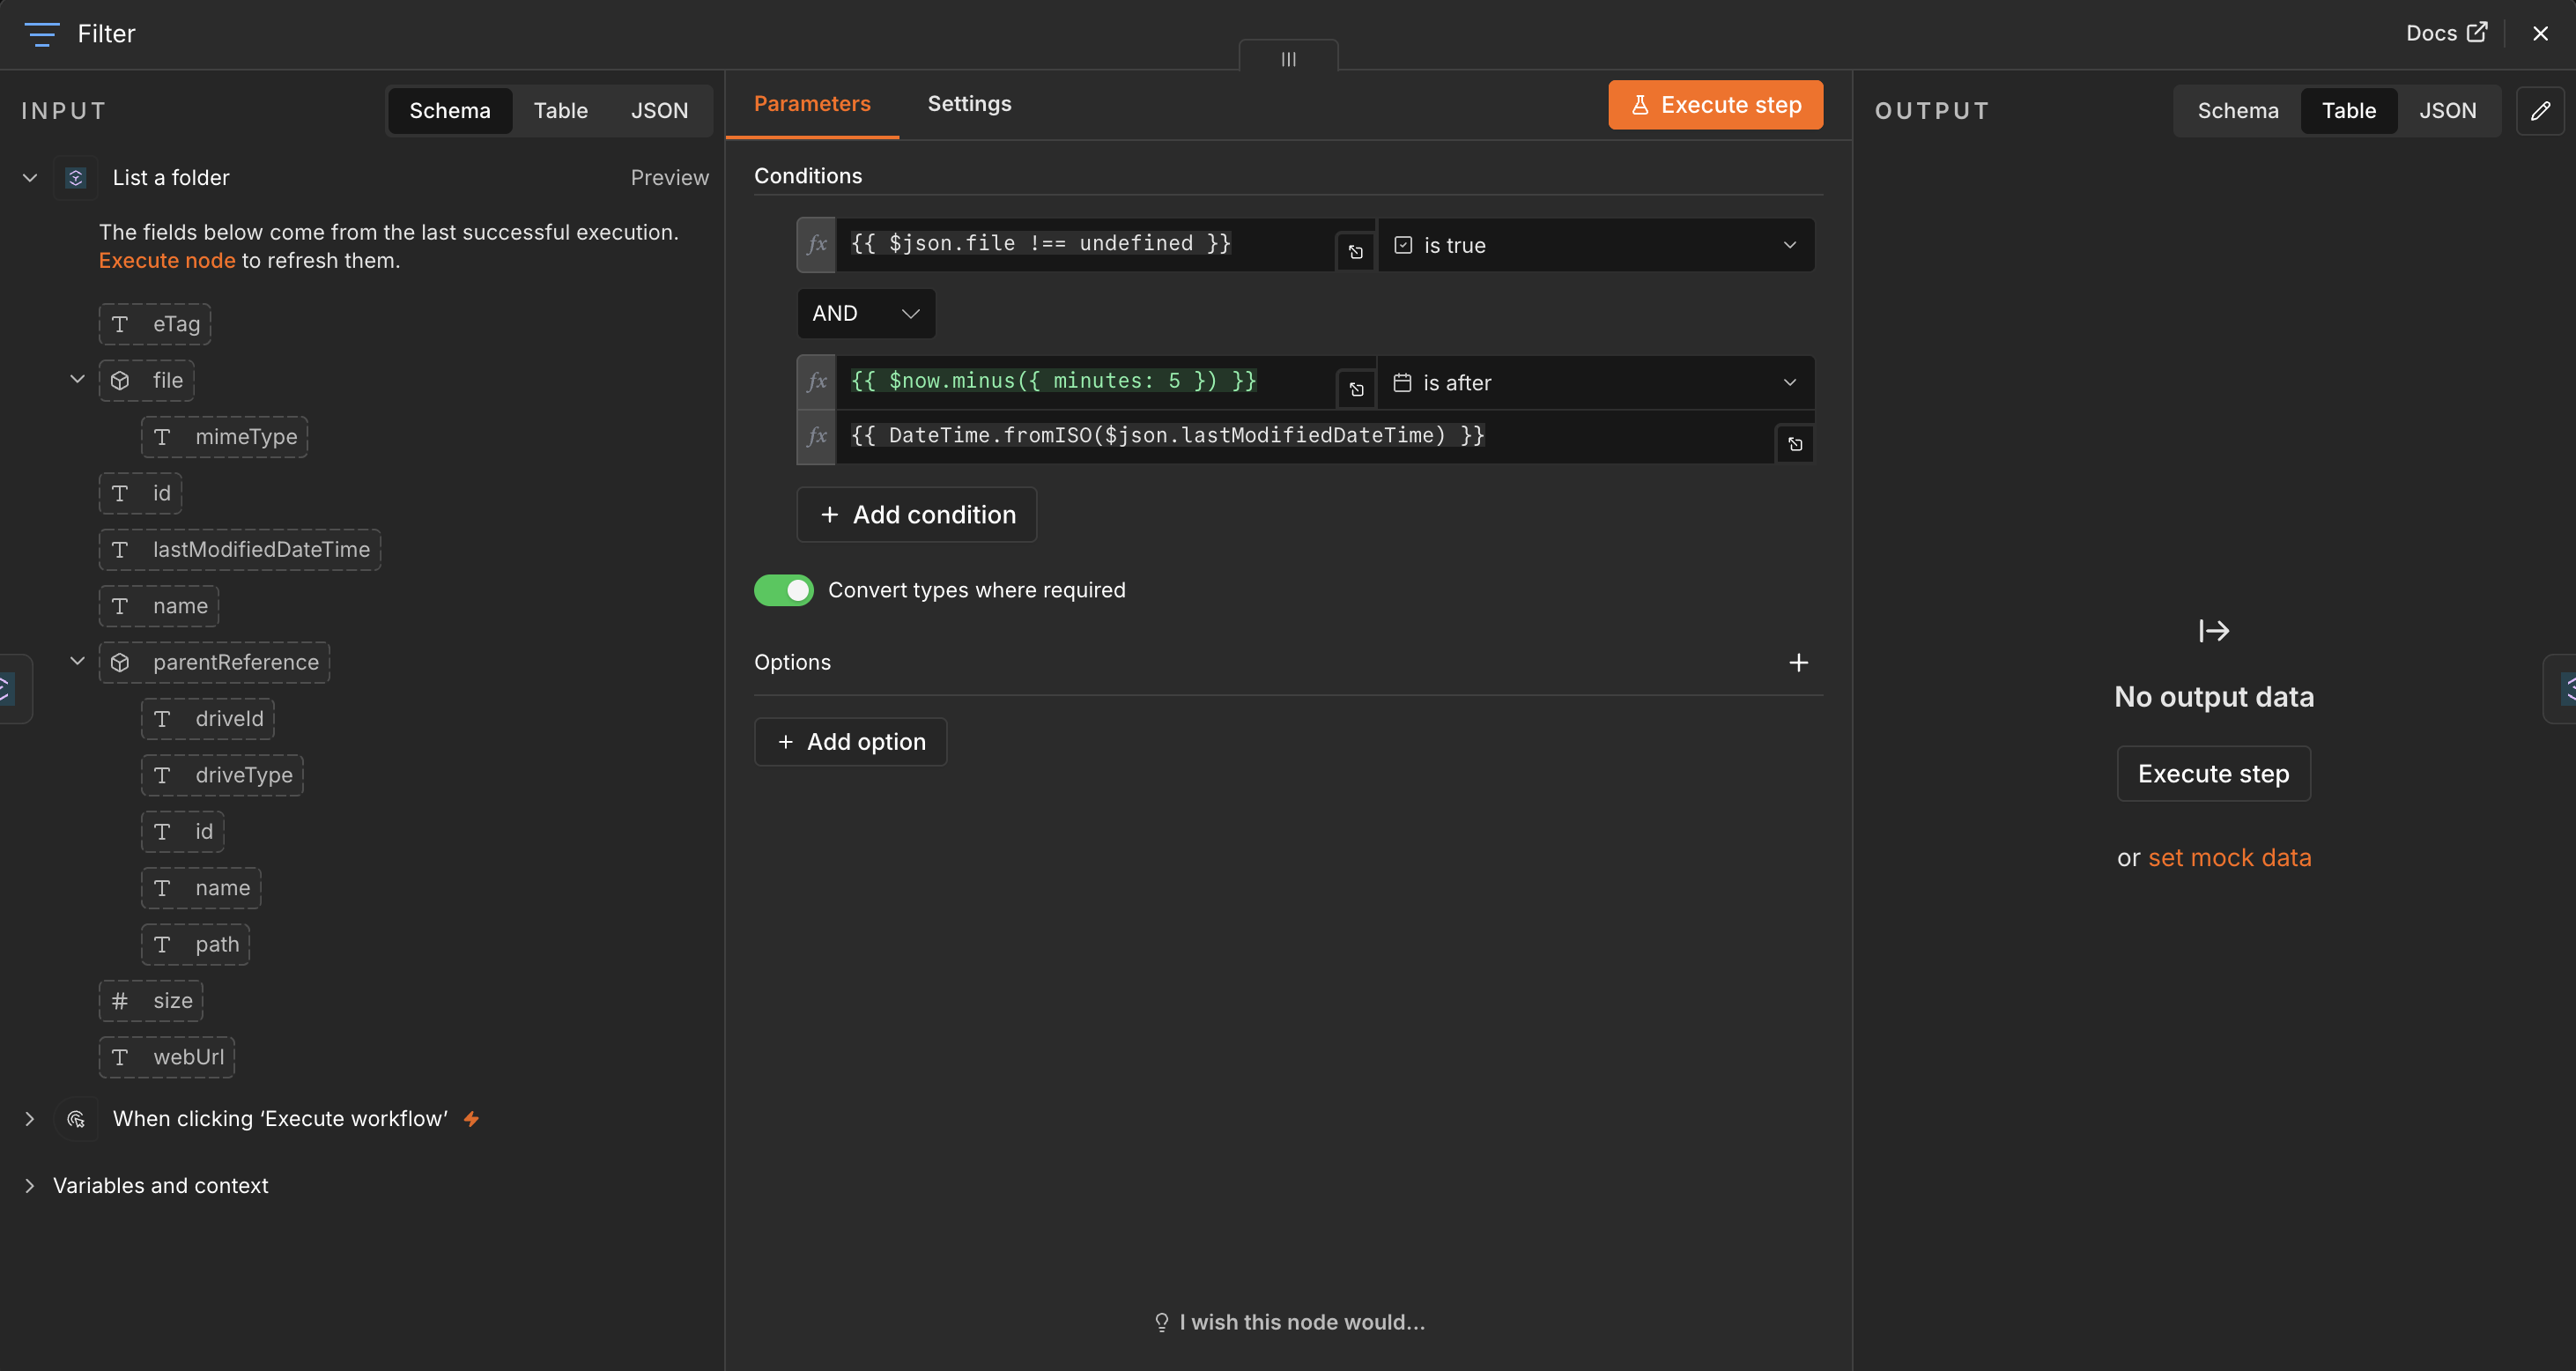 Filter
Docs
INPUT
Schema Table JSON
List a folder
Preview
The fields below come from the last successful execution.
Execute node to refresh them.
T eTag
file
T mimeType
T id
T lastModifiedDateTime
T name
parentReference
T driveId
T driveType
T id
T name
T path
# size
T webUrl
When clicking ‘Execute workflow’
Variables and context
Parameters Settings
Execute step
Conditions
fx {{ $json.file !== undefined }}
is true
AND
fx {{ $now.minus({ minutes: 5 }) }}
is after
fx {{ DateTime.fromISO($json.lastModifiedDateTime) }}
+ Add condition
Convert types where required
Options
+
+ Add option
I wish this node would...
OUTPUT
Schema Table JSON
No output data
Execute step
or set mock data